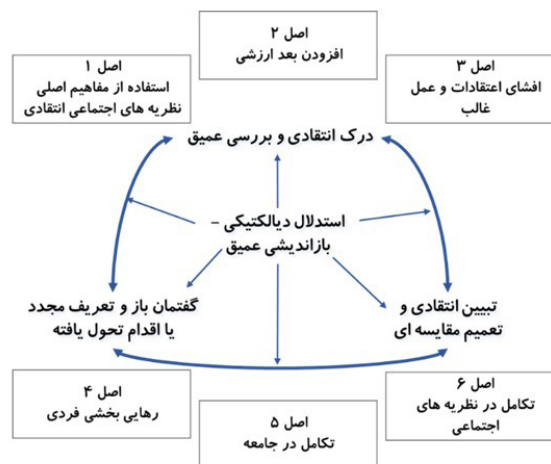 اصل ۲
افزودن بعد ارزشی
اصل ۱
استفاده از مفاهیم اصلی
نظریه های اجتماعی انتقادی
اصل ۳
افشای اعتقادات و عمل
غالب
درک انتقادی و بررسی عمیق
استدلال دیالکتیکی –
بازاندیشی عمیق
گفتمان باز و تعریف مجدد
یا اقدام تحول یافته
تبیین انتقادی و
تعمیم مقایسه ای
اصل ۴
رهایی بخشی فردی
اصل ۵
تکامل در جامعه
اصل ۶
تکامل در نظریه های
اجتماعی